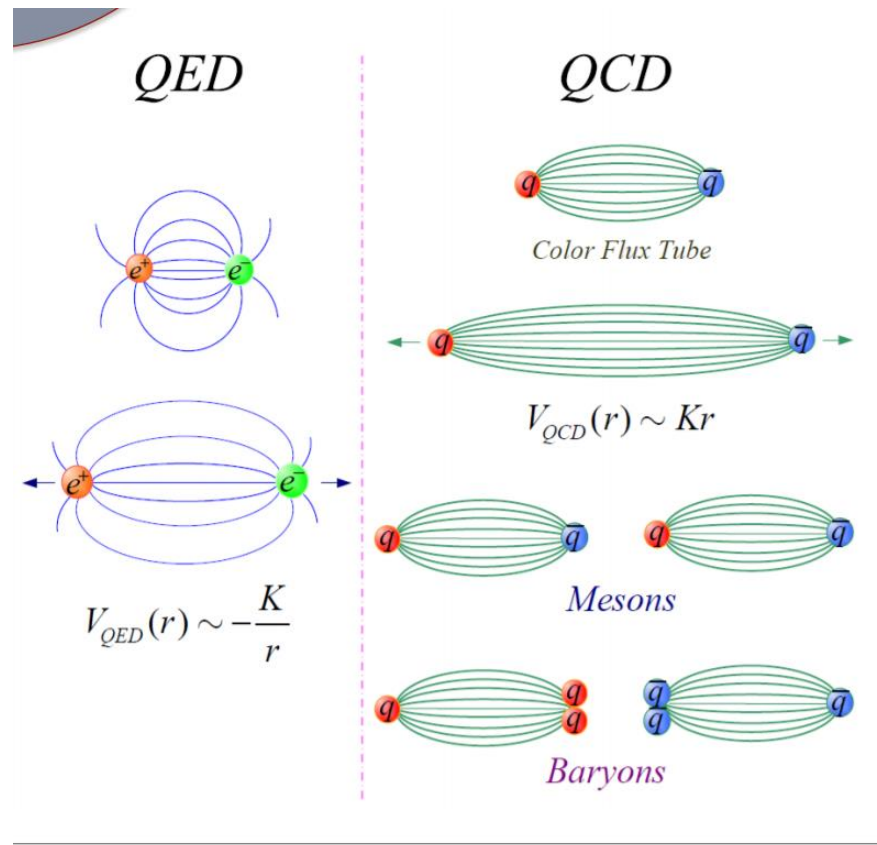 QED
e⁺ e⁻
e⁺ e⁻
V_QED(r) ~ -K/r
QCD
q q̅
Color Flux Tube
q q̅
V_QCD(r) ~ Kr
q q̅ q q̅
Mesons
q q q q̅ q̅ q̅
Baryons